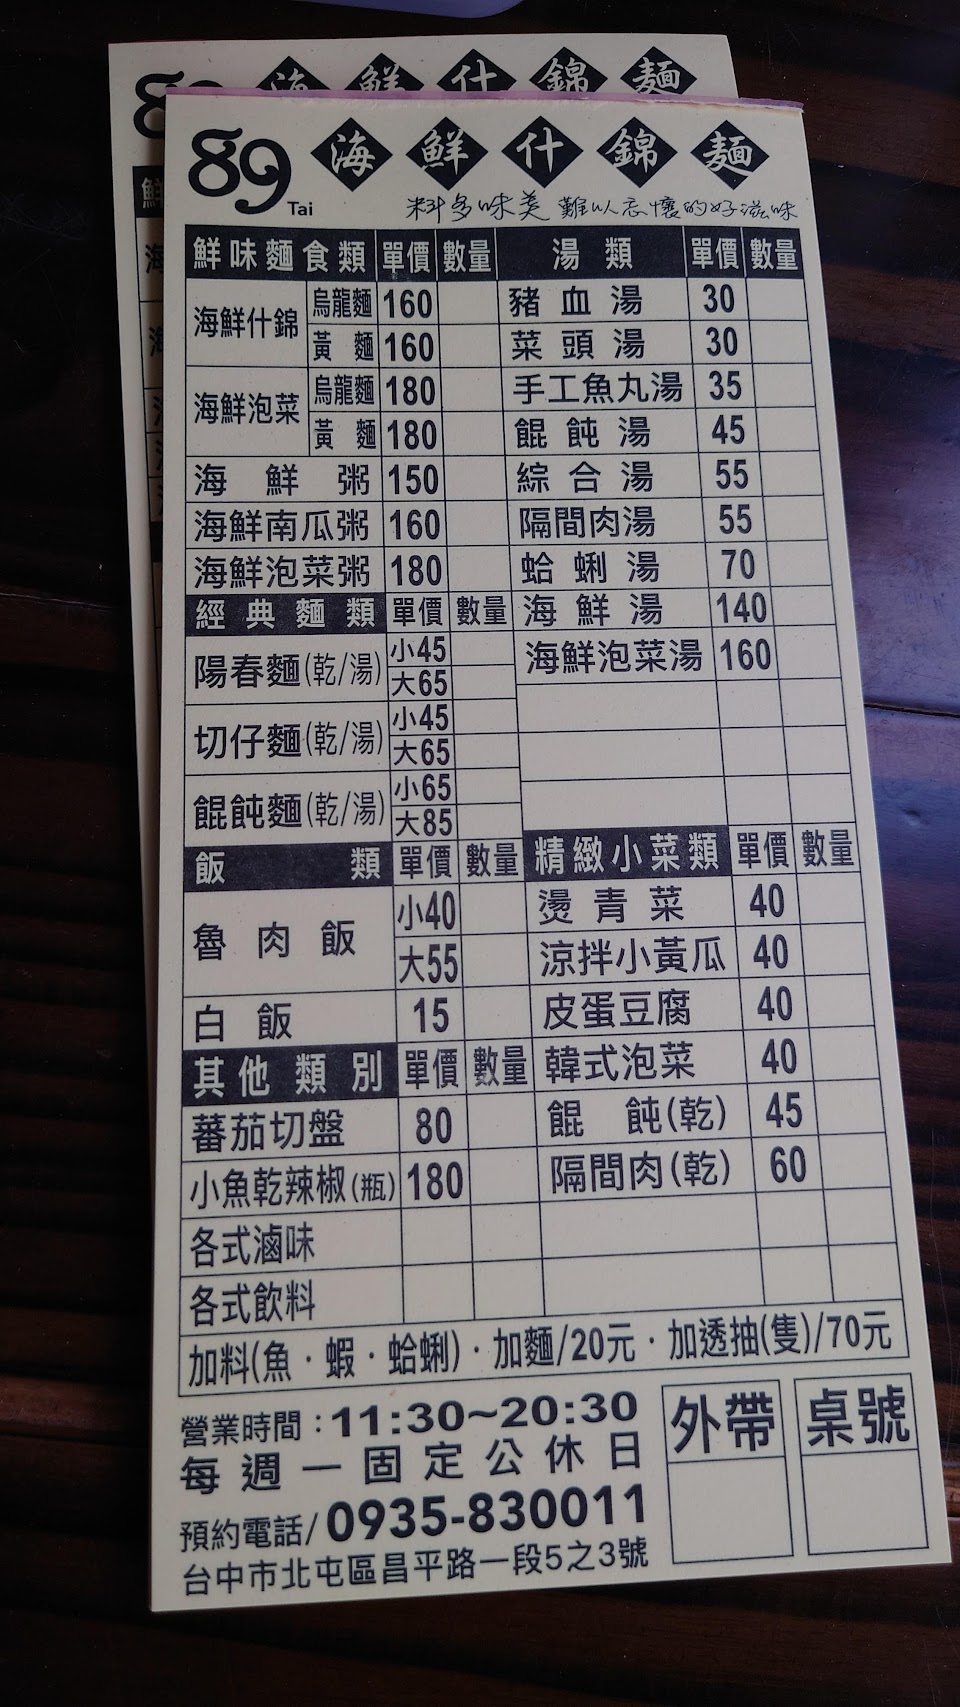 89 Tai 海鮮什錦麵
料多味美 難以忘懷的好滋味
鮮味麵食類 單價 數量
海鮮什錦 烏龍麵 160
黃麵 160
海鮮泡菜 烏龍麵 180
黃麵 180
海鮮粥 150
海鮮南瓜粥 160
海鮮泡菜粥 180
經典麵類 單價 數量
陽春麵(乾/湯) 小45
大65
切仔麵(乾/湯) 小45
大65
餛飩麵(乾/湯) 小65
大85
飯類 單價 數量
魯肉飯 小40
大55
白飯 15
其他類別 單價 數量
蕃茄切盤 80
小魚乾辣椒(瓶) 180
各式滷味
各式飲料
湯類 單價 數量
豬血湯 30
菜頭湯 30
手工魚丸湯 35
餛飩湯 45
綜合湯 55
隔間肉湯 55
蛤蜊湯 70
海鮮湯 140
海鮮泡菜湯 160
精緻小菜類 單價 數量
燙青菜 40
涼拌小黃瓜 40
皮蛋豆腐 40
韓式泡菜 40
餛飩(乾) 45
隔間肉(乾) 60
加料(魚·蝦·蛤蜊)·加麵/20元·加透抽(隻)/70元
營業時間:11:30~20:30
每週一固定公休日
預約電話/0935-830011
台中市北屯區昌平路一段5之3號
外帶
桌號
海鮮什錦麵